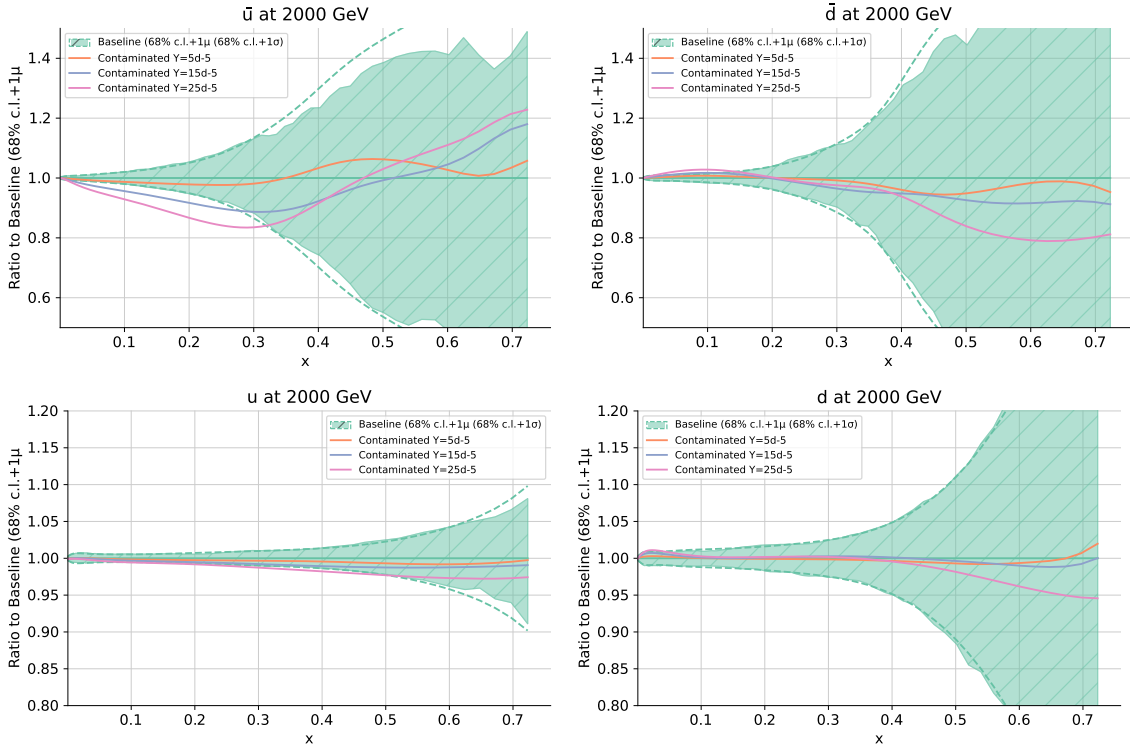 ū at 2000 GeV
Ratio to Baseline (68% c.l.+1μ
1.4
1.2
1.0
0.8
0.6
Baseline (68% c.l.+1μ (68% c.l.+1σ)
Contaminated Y=5d-5
Contaminated Y=15d-5
Contaminated Y=25d-5
0.1 0.2 0.3 0.4 0.5 0.6 0.7
x
d̄ at 2000 GeV
Ratio to Baseline (68% c.l.+1μ
1.4
1.2
1.0
0.8
0.6
Baseline (68% c.l.+1μ (68% c.l.+1σ)
Contaminated Y=5d-5
Contaminated Y=15d-5
Contaminated Y=25d-5
0.1 0.2 0.3 0.4 0.5 0.6 0.7
x
u at 2000 GeV
Ratio to Baseline (68% c.l.+1μ
1.20
1.15
1.10
1.05
1.00
0.95
0.90
0.85
0.80
Baseline (68% c.l.+1μ (68% c.l.+1σ)
Contaminated Y=5d-5
Contaminated Y=15d-5
Contaminated Y=25d-5
0.1 0.2 0.3 0.4 0.5 0.6 0.7
x
d at 2000 GeV
Ratio to Baseline (68% c.l.+1μ
1.20
1.15
1.10
1.05
1.00
0.95
0.90
0.85
0.80
Baseline (68% c.l.+1μ (68% c.l.+1σ)
Contaminated Y=5d-5
Contaminated Y=15d-5
Contaminated Y=25d-5
0.1 0.2 0.3 0.4 0.5 0.6 0.7
x